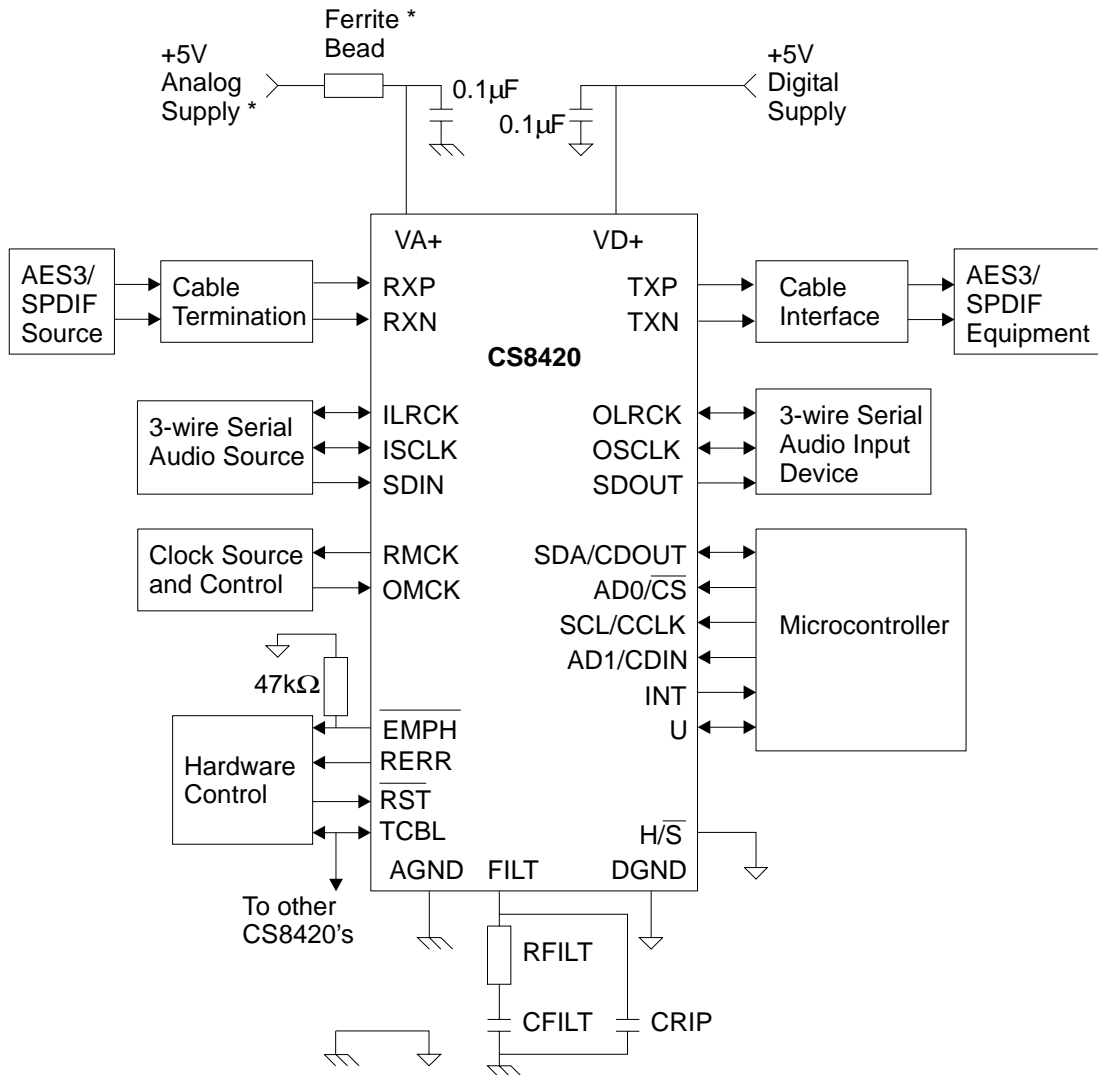 Ferrite *
Bead
+5V
Analog
Supply *
0.1µF
0.1µF
+5V
Digital
Supply
VA+
VD+
AES3/
SPDIF
Source
Cable
Termination
RXP
RXN
TXP
TXN
Cable
Interface
AES3/
SPDIF
Equipment
CS8420
3-wire Serial
Audio Source
ILRCK
ISCLK
SDIN
OLRCK
OSCLK
SDOUT
3-wire Serial
Audio Input
Device
Clock Source
and Control
RMCK
OMCK
SDA/CDOUT
AD0/C̅S̅
SCL/CCLK
AD1/CDIN
INT
U
Microcontroller
47kΩ
Hardware
Control
E̅M̅P̅H̅
RERR
R̅S̅T̅
TCBL
H/S̅
AGND
FILT
DGND
To other
CS8420's
RFILT
CFILT
CRIP